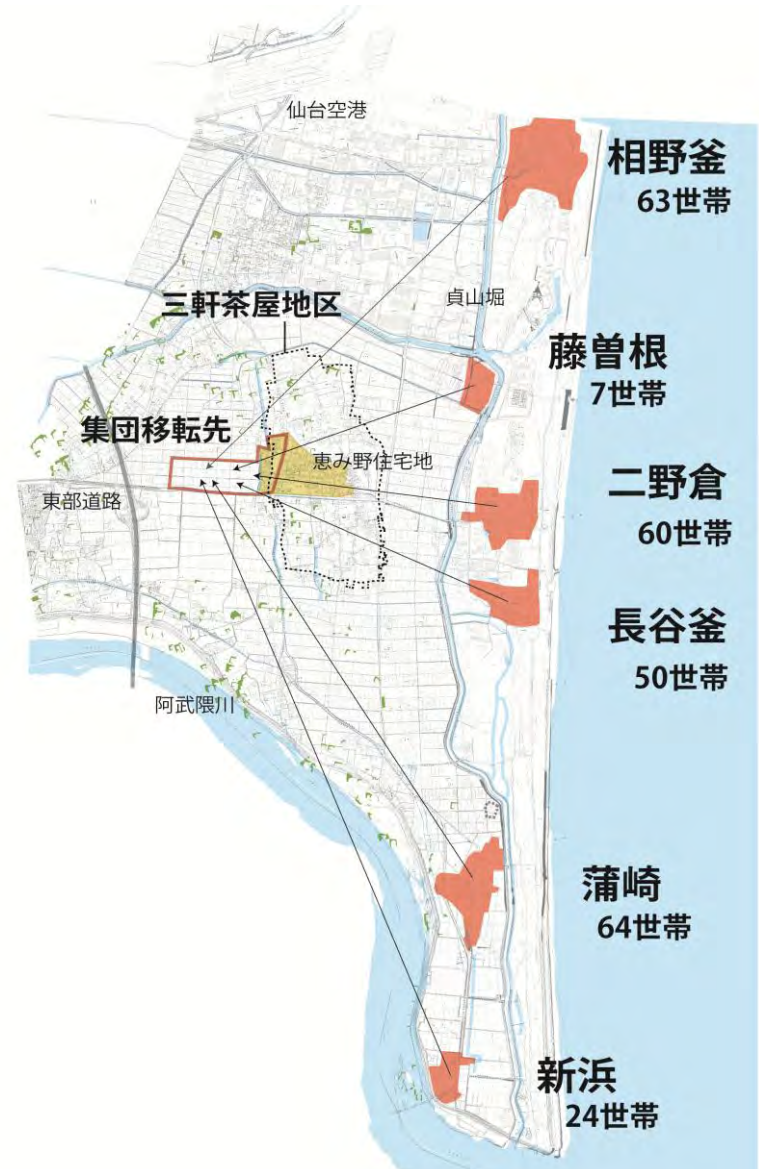 仙台空港
相野釜
63世帯
三軒茶屋地区
貞山堀
藤曽根
7世帯
集団移転先
恵み野住宅地
東部道路
二野倉
60世帯
長谷釜
50世帯
阿武隈川
蒲崎
64世帯
新浜
24世帯